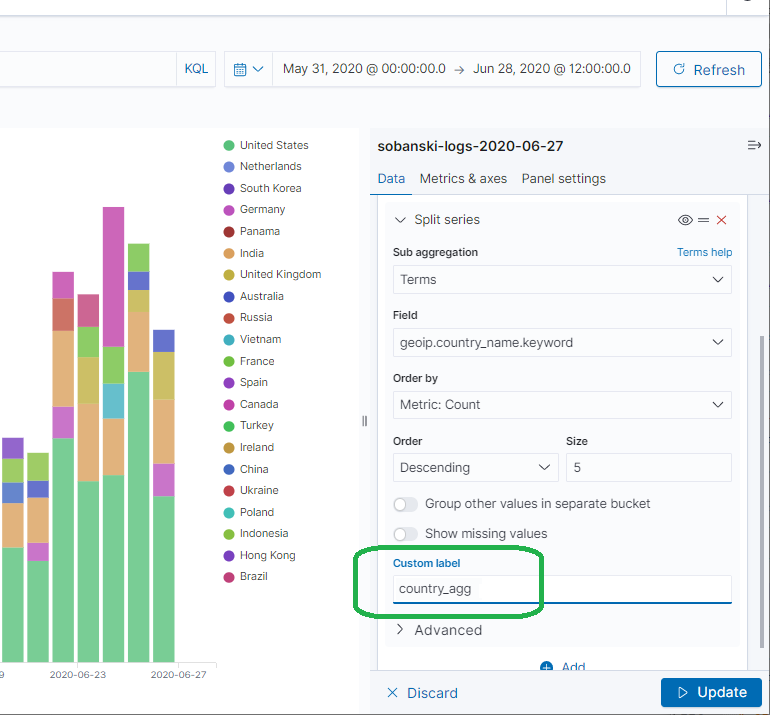 KQL
May 31, 2020 @ 00:00:00.0 → Jun 28, 2020 @ 12:00:00.0
Refresh
United States
Netherlands
South Korea
Germany
Panama
India
United Kingdom
Australia
Russia
Vietnam
France
Spain
Canada
Turkey
Ireland
China
Ukraine
Poland
Indonesia
Hong Kong
Brazil
9
2020-06-23
2020-06-27
sobanski-logs-2020-06-27
Data Metrics & axes Panel settings
Split series
Sub aggregation Terms help
Terms
Field
geoip.country_name.keyword
Order by
Metric: Count
Order Size
Descending 5
Group other values in separate bucket
Show missing values
Custom label
country_agg
Advanced
Add
Discard Update